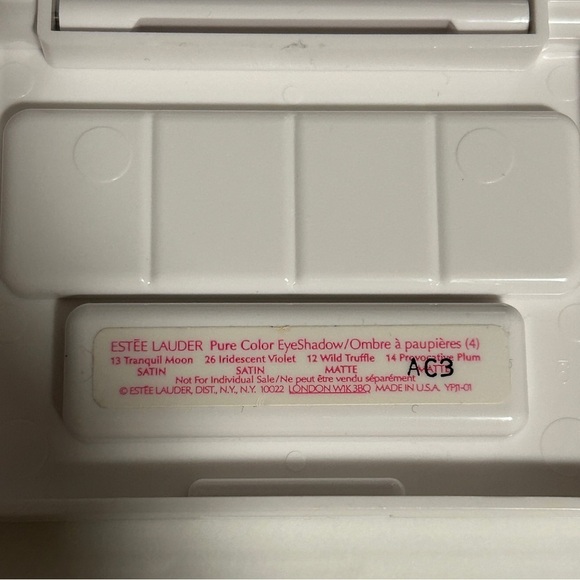 ESTĒE LAUDER Pure Color EyeShadow/Ombre à paupières (4)
13 Tranquil Moon 26 Iridescent Violet 12 Wild Truffle 14 Provocative Plum
SATIN SATIN MATTE MATTE
AC3
Not For Individual Sale/Ne peut être vendu séparément
© ESTĒE LAUDER, DIST., N.Y., N.Y. 10022 LONDON W1K 3BQ MADE IN U.S.A. YPJ1-01